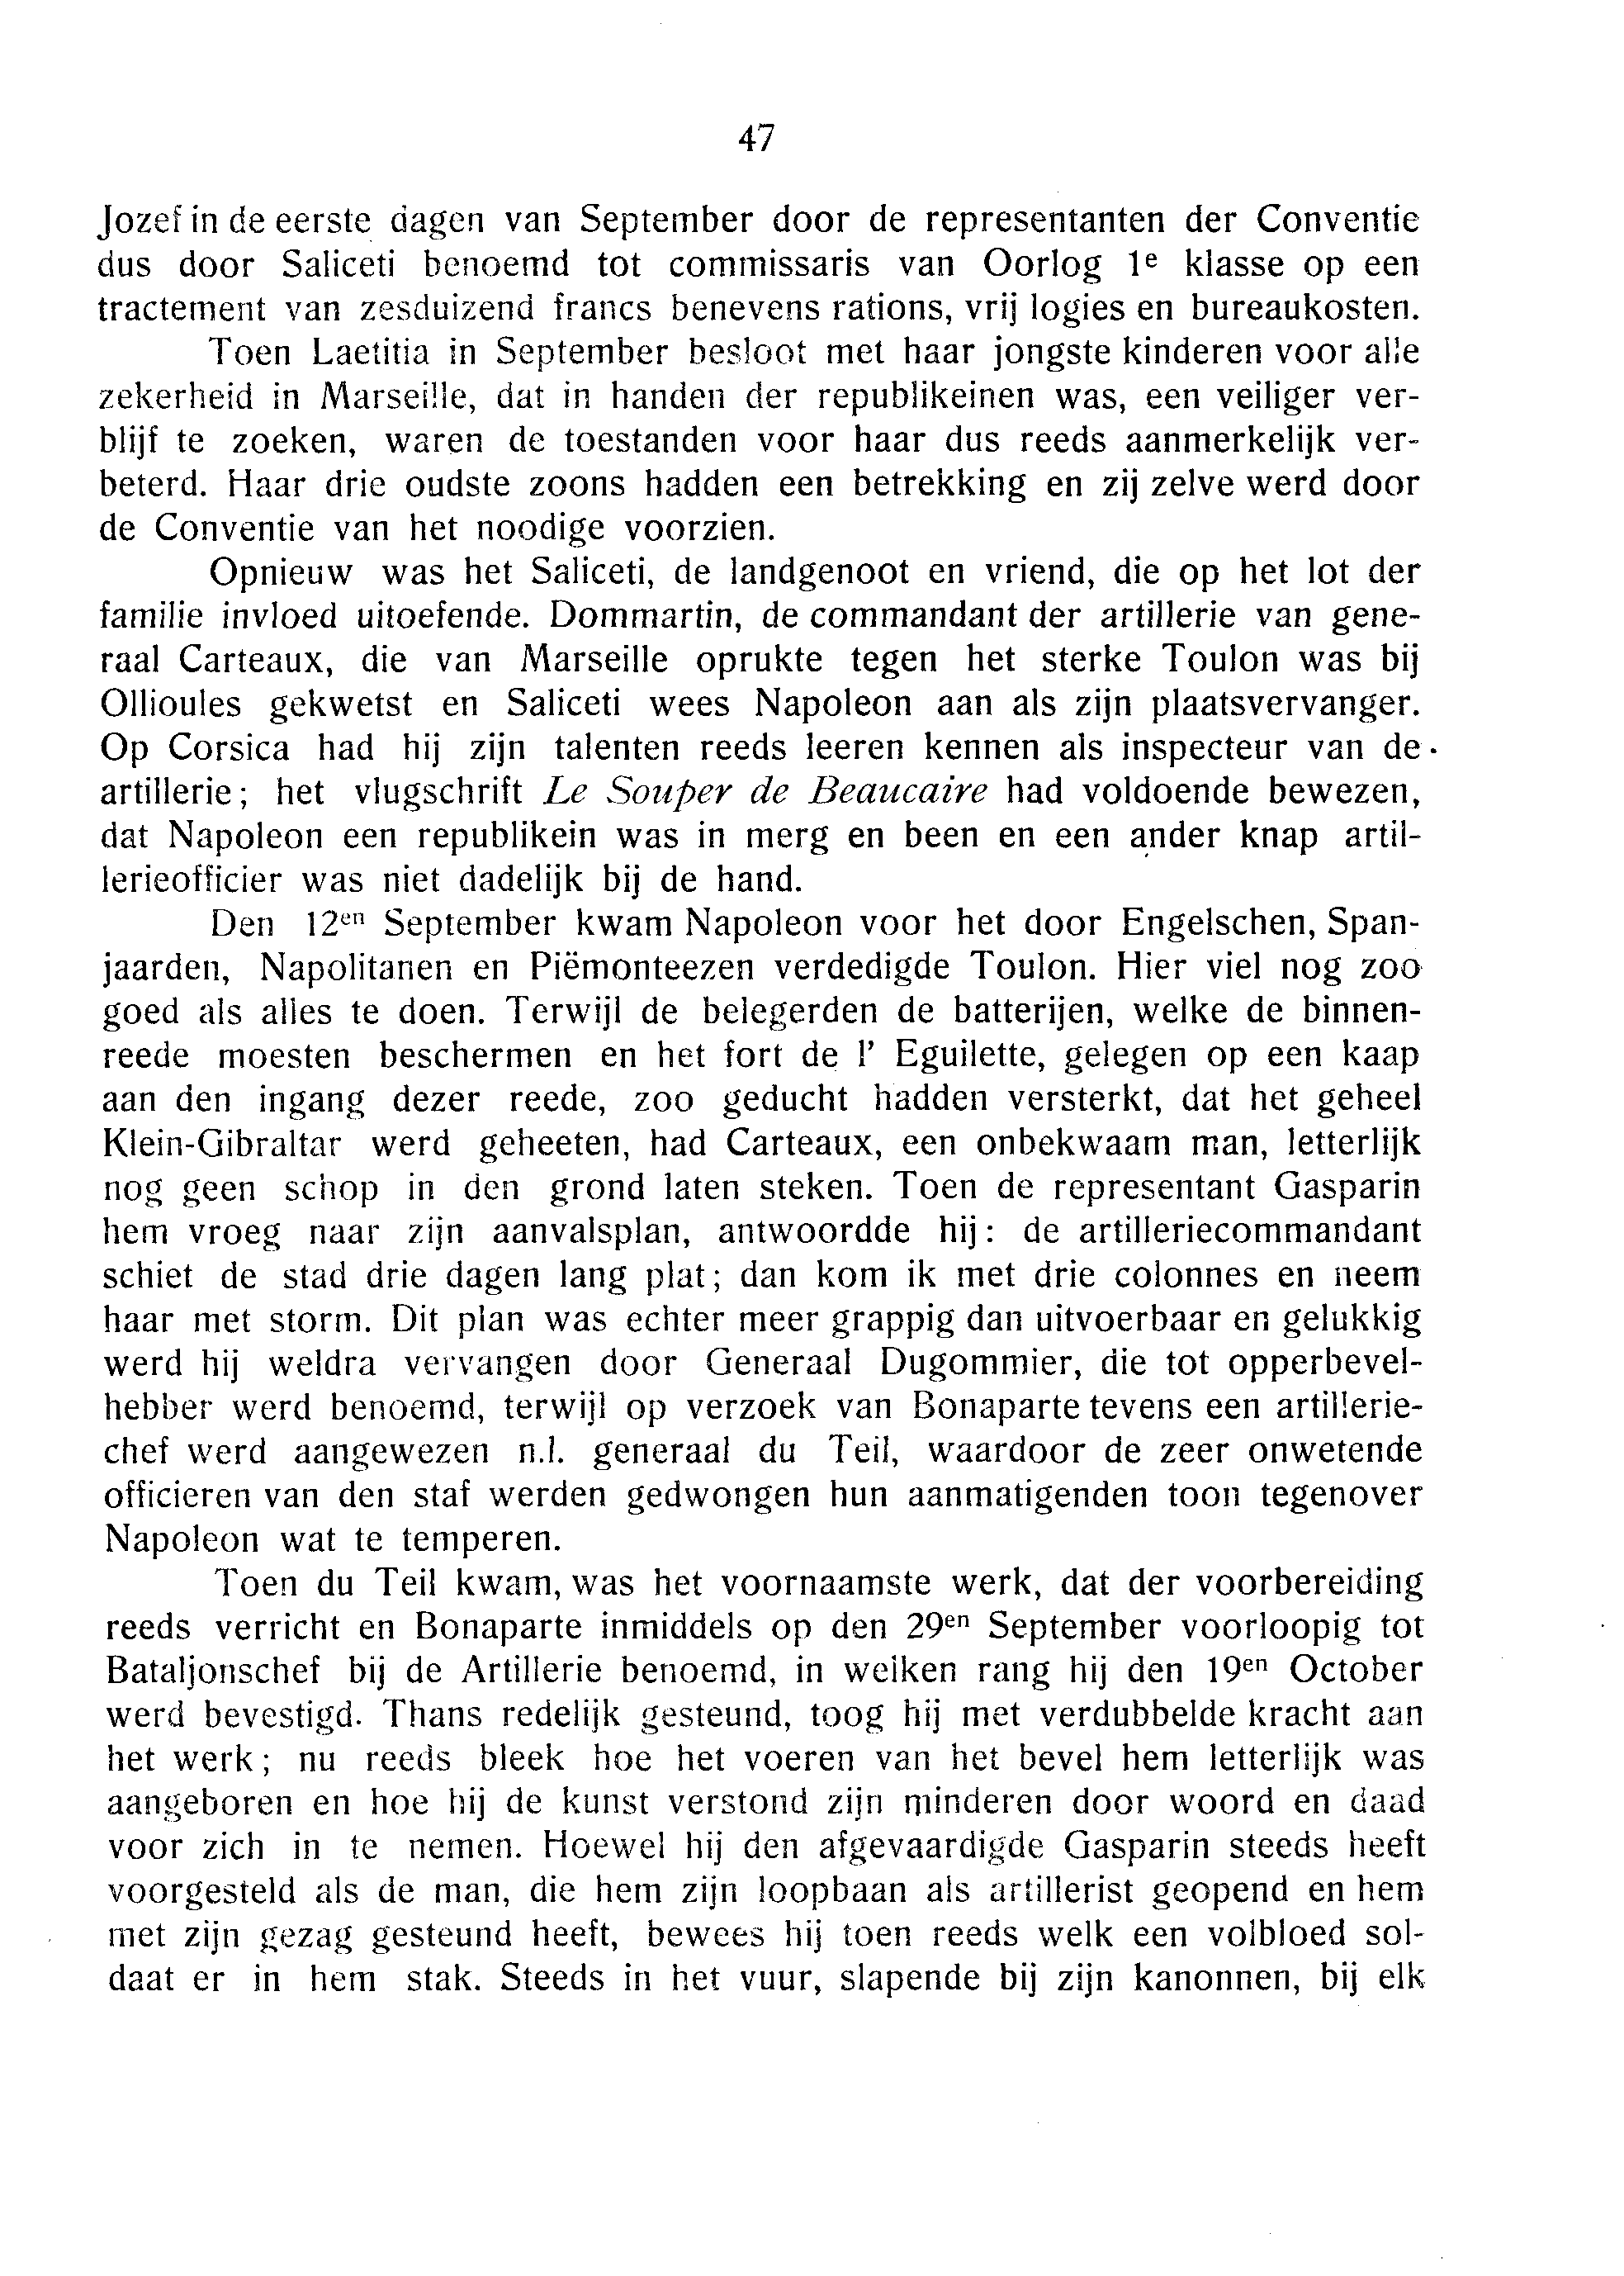 47
Jozef in de eerste dagen van September door de representanten der Conventie
dus door Saliceti benoemd tot commissaris van Oorlog 1e klasse op een
tractement van zesduizend francs benevens rations, vrij logies en bureaukosten.
Toen Laetitia in September besloot met haar jongste kinderen voor alle
zekerheid in Marseille, dat in handen der republikeinen was, een veiliger ver-
blijf te zoeken, waren de toestanden voor haar dus reeds aanmerkelijk ver-
beterd. Haar drie oudste zoons hadden een betrekking en zij zelve werd door
de Conventie van het noodige voorzien.
Opnieuw was het Saliceti, de landgenoot en vriend, die op het lot der
familie invloed uitoefende. Dommartin, de commandant der artillerie van gene-
raal Carteaux, die van Marseille oprukte tegen het sterke Toulon was bij
Ollioules gekwetst en Saliceti wees Napoleon aan als zijn plaatsvervanger.
Op Corsica had hij zijn talenten reeds leeren kennen als inspecteur van de
artillerie; het vlugschrift Le Souper de Beaucaire had voldoende bewezen,
dat Napoleon een republikein was in merg en been en een ander knap artil-
lerieofficier was niet dadelijk bij de hand.
Den 12en September kwam Napoleon voor het door Engelschen, Span-
jaarden, Napolitanen en Piëmonteezen verdedigde Toulon. Hier viel nog zoo
goed als alles te doen. Terwijl de belegerden de batterijen, welke de binnen-
reede moesten beschermen en het fort de l' Eguilette, gelegen op een kaap
aan den ingang dezer reede, zoo geducht hadden versterkt, dat het geheel
Klein-Gibraltar werd geheeten, had Carteaux, een onbekwaam man, letterlijk
nog geen schop in den grond laten steken. Toen de representant Gasparin
hem vroeg naar zijn aanvalsplan, antwoordde hij: de artilleriecommandant
schiet de stad drie dagen lang plat; dan kom ik met drie colonnes en neem
haar met storm. Dit plan was echter meer grappig dan uitvoerbaar en gelukkig
werd hij weldra vervangen door Generaal Dugommier, die tot opperbevel-
hebber werd benoemd, terwijl op verzoek van Bonaparte tevens een artillerie-
chef werd aangewezen n.l. generaal du Teil, waardoor de zeer onwetende
officieren van den staf werden gedwongen hun aanmatigenden toon tegenover
Napoleon wat te temperen.
Toen du Teil kwam, was het voornaamste werk, dat der voorbereiding
reeds verricht en Bonaparte inmiddels op den 29en September voorloopig tot
Bataljonschef bij de Artillerie benoemd, in welken rang hij den 19en October
werd bevestigd. Thans redelijk gesteund, toog hij met verdubbelde kracht aan
het werk; nu reeds bleek hoe het voeren van het bevel hem letterlijk was
aangeboren en hoe hij de kunst verstond zijn minderen door woord en daad
voor zich in te nemen. Hoewel hij den afgevaardigde Gasparin steeds heeft
voorgesteld als de man, die hem zijn loopbaan als artillerist geopend en hem
met zijn gezag gesteund heeft, bewees hij toen reeds welk een volbloed sol-
daat er in hem stak. Steeds in het vuur, slapende bij zijn kanonnen, bij elk